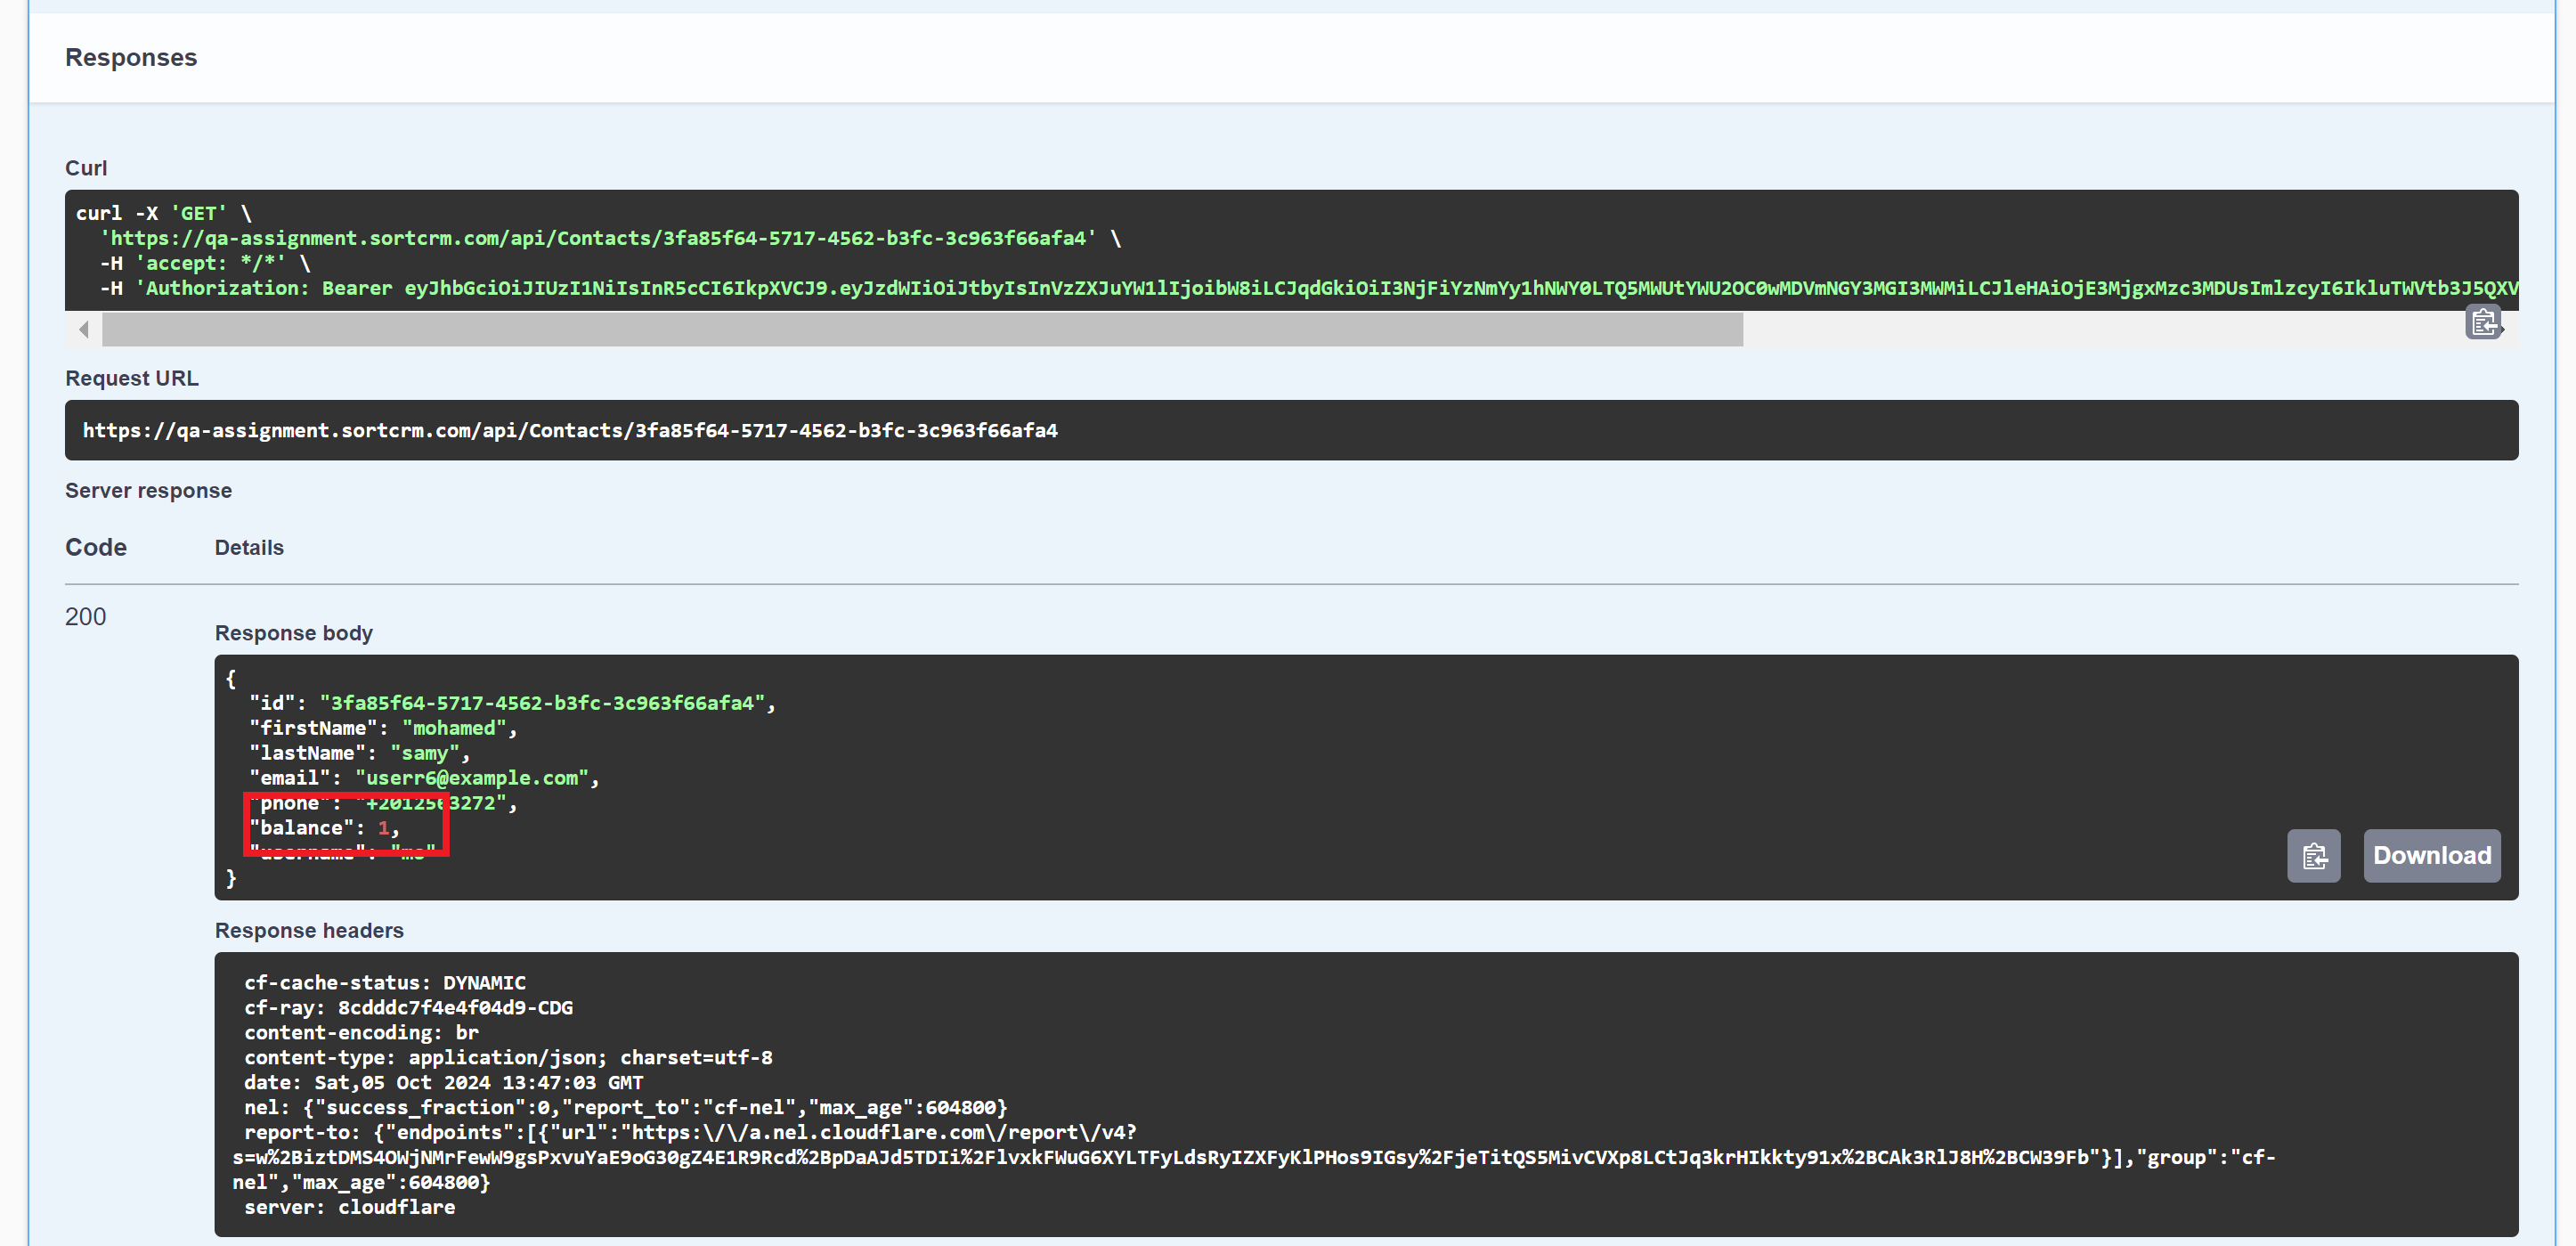 Responses
Curl
curl -X 'GET' \
'https://qa-assignment.sortcrm.com/api/Contacts/3fa85f64-5717-4562-b3fc-3c963f66afa4' \
-H 'accept: */*' \
-H 'Authorization: Bearer eyJhbGciOiJIUzI1NiIsInR5cCI6IkpXVCJ9.eyJzdWIiOiJtbyIsInVzZXJuYW1lIjoibW8iLCJqdGkiOiI3NjFiYzNmYy1hNWY0LTQ5MWUtYWU2OC0wMDVmNGY3MGI3MWMiLCJleHAiOjE3MjgxMzc3MDUsImlzcyI6IkluTWVtb3J5QXV
Request URL
https://qa-assignment.sortcrm.com/api/Contacts/3fa85f64-5717-4562-b3fc-3c963f66afa4
Server response
Code Details
200
Response body
{
"id": "3fa85f64-5717-4562-b3fc-3c963f66afa4",
"firstName": "mohamed",
"lastName": "samy",
"email": "userr6@example.com",
"phone": "+2012563272",
"balance": 1,
"username": "mo"
}
Download
Response headers
cf-cache-status: DYNAMIC
cf-ray: 8cdddc7f4e4f04d9-CDG
content-encoding: br
content-type: application/json; charset=utf-8
date: Sat,05 Oct 2024 13:47:03 GMT
nel: {"success_fraction":0,"report_to":"cf-nel","max_age":604800}
report-to: {"endpoints":[{"url":"https:\/\/a.nel.cloudflare.com\/report\/v4?
s=w%2BiztDMS4OWjNMrFewW9gsPxvuYaE9oG30gZ4E1R9Rcd%2BpDaAJd5TDIi%2FlvxkFWuG6XYLTFyLdsRyIZXFyKlPHos9IGsy%2FjeTitQS5MivCVXp8LCtJq3krHIkkty91x%2BCAk3RlJ8H%2BCW39Fb"}],"group":"cf-
nel","max_age":604800}
server: cloudflare